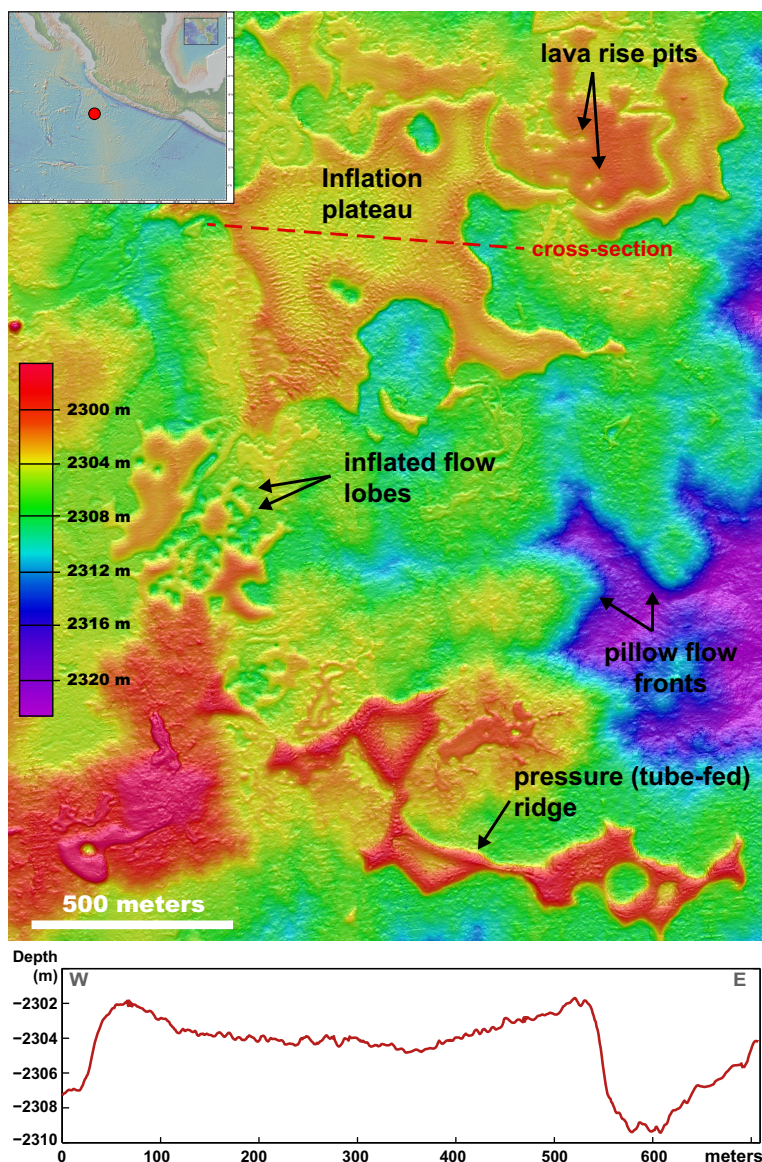 lava rise pits
Inflation
plateau
cross-section
2300 m
2304 m
2308 m
2312 m
2316 m
2320 m
inflated flow
lobes
pillow flow
fronts
pressure (tube-fed)
ridge
500 meters
Depth
(m)
W
E
−2302
−2304
−2306
−2308
−2310
0
100
200
300
400
500
600
meters